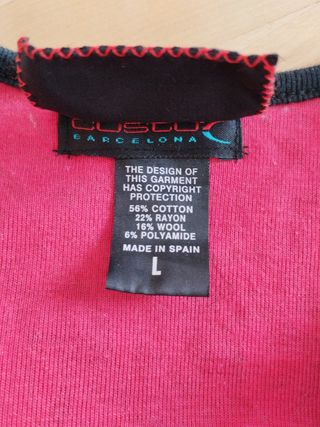 CUSTO
BARCELONA
THE DESIGN OF
THIS GARMENT
HAS COPYRIGHT
PROTECTION
56% COTTON
22% RAYON
16% WOOL
6% POLYAMIDE
MADE IN SPAIN
L